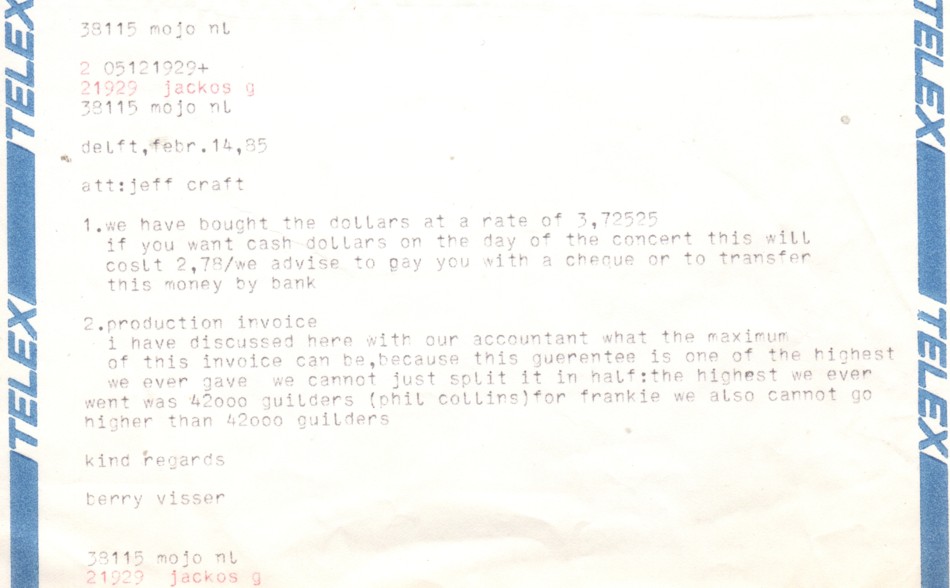 TELEX
TELEX
38115 mojo nl
2 05121929+
21929 jackos g
38115 mojo nl
delft,febr.14,85
att:jeff craft
1.we have bought the dollars at a rate of 3,72525
if you want cash dollars on the day of the concert this will
coslt 2,78/we advise to gay you with a cheque or to transfer
this money by bank
2.production invoice
i have discussed here with our accountant what the maximum
of this invoice can be,because this guerentee is one of the highest
we ever gave we cannot just split it in half:the highest we ever
went was 42ooo guilders (phil collins)for frankie we also cannot go
higher than 42ooo guilders
TELEX
TELEX
kind regards
berry visser
38115 mojo nl
21929 jackos g